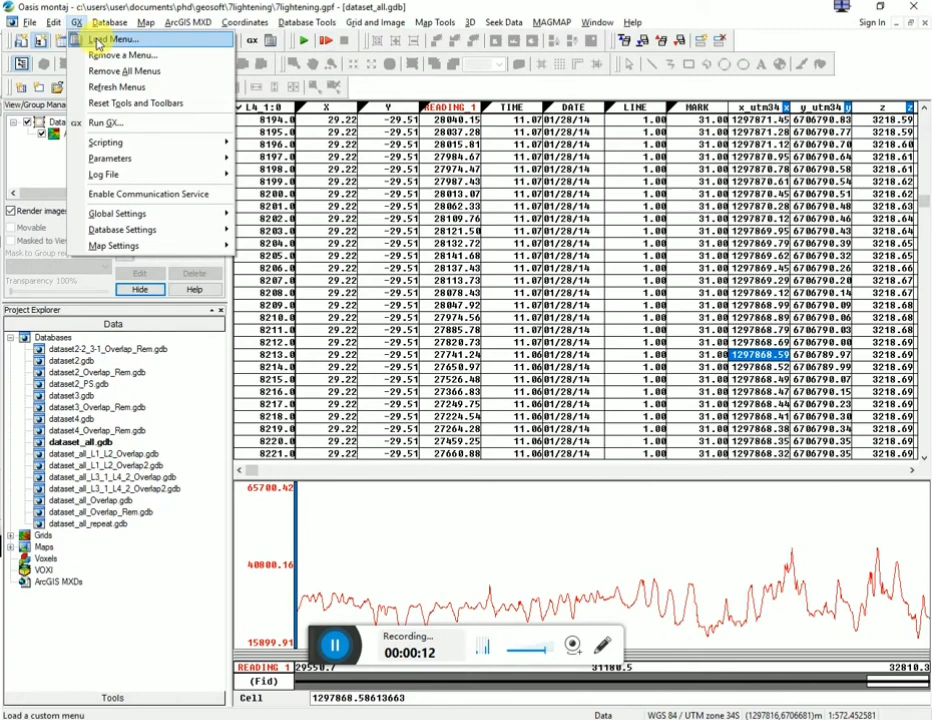 Oasis montaj - c:\users\user\documents\phd\geosoft\7lightening\7lightening.gpf - [dataset_all.gdb]
File Edit GX Database Map ArcGIS MXD Coordinates Database Tools Grid and Image Map Tools 3D Seek Data MAGMAP Window Help Sign In
Load Menu...
Remove a Menu...
Remove All Menus
Refresh Menus
Reset Tools and Toolbars
GX Run GX...
Scripting
Parameters
Log File
Enable Communication Service
Global Settings
Database Settings
Map Settings
GX
View/Group Mana
Data
Render image
Movable
Masked to View
Mask to Group re
Edit Delete
Transparency 100%
Hide Help
Project Explorer
Data
Databases
dataset2-2_3-1_Overlap_Rem.gdb
dataset2.gdb
dataset2_Overlap_Rem.gdb
dataset2_PS.gdb
dataset3.gdb
dataset3_Overlap_Rem.gdb
dataset4.gdb
dataset4_Overlap_Rem.gdb
dataset_all.gdb
dataset_all_L1_L2_Overlap.gdb
dataset_all_L1_L2_Overlap2.gdb
dataset_all_L3_1_L4_2_Overlap.gdb
dataset_all_L3_1_L4_2_Overlap2.gdb
dataset_all_Overlap.gdb
dataset_all_Overlap_Rem.gdb
dataset_all_repeat.gdb
Grids
Maps
Voxels
VOXI
ArcGIS MXDs
Tools
L4_1:0 X Y READING_1 TIME DATE LINE MARK x_utm34 x y_utm34 y z z
8194.0 29.22 -29.51 28040.15 11.07 01/28/14 1.00 31.00 1297871.45 6706790.83 3218.59
8195.0 29.22 -29.51 28037.28 11.07 01/28/14 1.00 31.00 1297871.28 6706790.77 3218.59
8196.0 29.22 -29.51 28015.81 11.07 01/28/14 1.00 31.00 1297871.12 6706790.70 3218.60
8197.0 29.22 -29.51 27984.67 11.07 01/28/14 1.00 31.00 1297870.95 6706790.64 3218.61
8198.0 29.22 -29.51 27974.47 11.07 01/28/14 1.00 31.00 1297870.78 6706790.58 3218.61
8199.0 29.22 -29.51 27987.43 11.07 01/28/14 1.00 31.00 1297870.61 6706790.54 3218.62
8200.0 29.22 -29.51 28013.07 11.07 01/28/14 1.00 31.00 1297870.45 6706790.51 3218.63
8201.0 29.22 -29.51 28062.33 11.07 01/28/14 1.00 31.00 1297870.28 6706790.48 3218.63
8202.0 29.22 -29.51 28109.76 11.07 01/28/14 1.00 31.00 1297870.12 6706790.46 3218.64
8203.0 29.22 -29.51 28121.50 11.07 01/28/14 1.00 31.00 1297869.95 6706790.43 3218.64
8204.0 29.22 -29.51 28132.72 11.07 01/28/14 1.00 31.00 1297869.79 6706790.38 3218.65
8205.0 29.22 -29.51 28141.68 11.07 01/28/14 1.00 31.00 1297869.62 6706790.32 3218.65
8206.0 29.22 -29.51 28137.43 11.07 01/28/14 1.00 31.00 1297869.45 6706790.26 3218.66
8207.0 29.22 -29.51 28113.73 11.07 01/28/14 1.00 31.00 1297869.29 6706790.20 3218.66
8208.0 29.22 -29.51 28078.43 11.07 01/28/14 1.00 31.00 1297869.12 6706790.14 3218.67
8209.0 29.22 -29.51 28047.92 11.07 01/28/14 1.00 31.00 1297868.99 6706790.09 3218.68
8210.0 29.22 -29.51 27974.56 11.07 01/28/14 1.00 31.00 1297868.89 6706790.06 3218.68
8211.0 29.22 -29.51 27885.78 11.07 01/28/14 1.00 31.00 1297868.79 6706790.03 3218.68
8212.0 29.22 -29.51 27820.73 11.07 01/28/14 1.00 31.00 1297868.69 6706790.00 3218.69
8213.0 29.22 -29.51 27741.24 11.06 01/28/14 1.00 31.00 1297868.59 6706789.97 3218.69
8214.0 29.22 -29.51 27650.97 11.06 01/28/14 1.00 31.00 1297868.52 6706789.99 3218.69
8215.0 29.22 -29.51 27526.48 11.06 01/28/14 1.00 31.00 1297868.49 6706790.07 3218.69
8216.0 29.22 -29.51 27366.83 11.06 01/28/14 1.00 31.00 1297868.47 6706790.15 3218.69
8217.0 29.22 -29.51 27249.75 11.06 01/28/14 1.00 31.00 1297868.44 6706790.23 3218.69
8218.0 29.22 -29.51 27224.54 11.06 01/28/14 1.00 31.00 1297868.41 6706790.30 3218.69
8219.0 29.22 -29.51 27264.28 11.06 01/28/14 1.00 31.00 1297868.38 6706790.34 3218.69
8220.0 29.22 -29.51 27459.25 11.06 01/28/14 1.00 31.00 1297868.35 6706790.35 3218.69
8221.0 29.22 -29.51 27660.88 11.06 01/28/14 1.00 31.00 1297868.32 6706790.35 3218.69
65700.42
40800.16
15899.91
Recording...
00:00:12
READING_1 29550.7 31180.5 32810.3
(Fid)
Cell 1297868.58613663
Load a custom menu Data WGS 84 / UTM zone 34S (1297816,6706681)m 1:572.452581